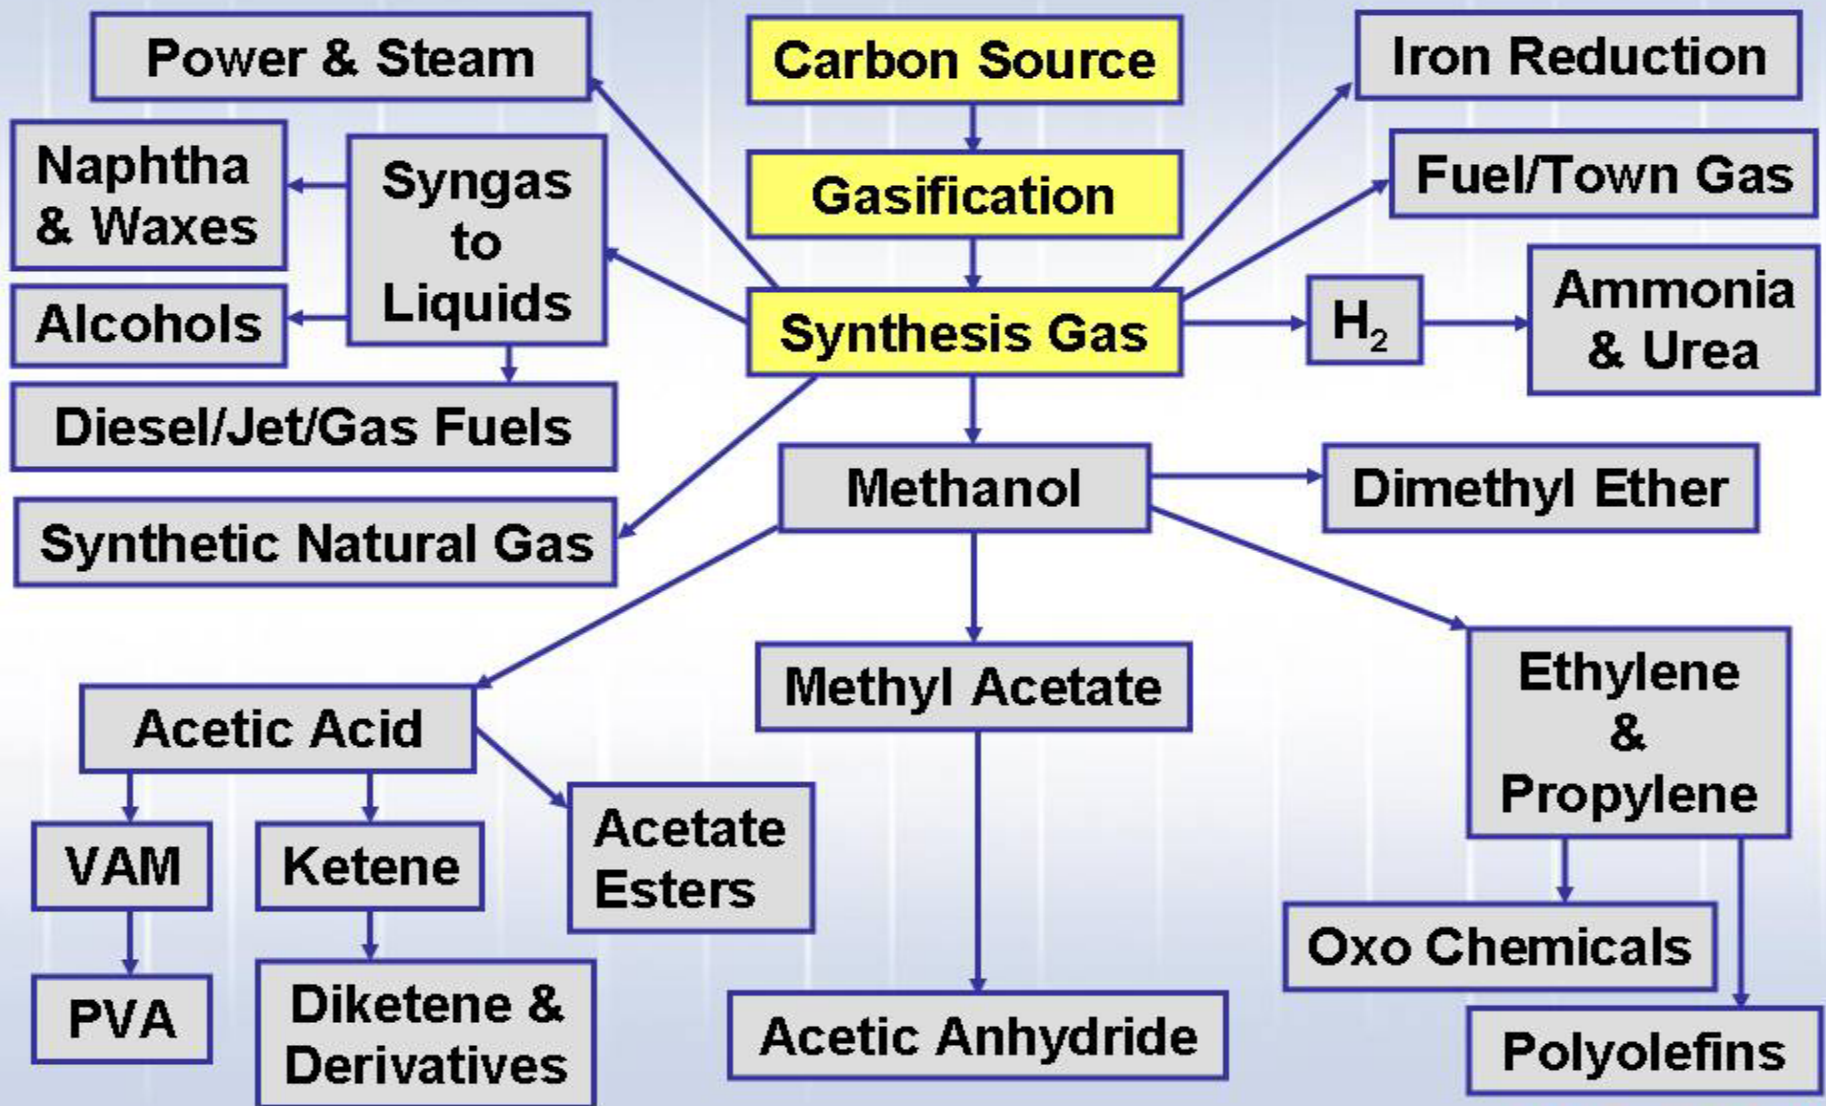 Power & Steam
Carbon Source
Iron Reduction
Naphtha
& Waxes
Syngas
to
Liquids
Gasification
Fuel/Town Gas
Alcohols
Synthesis Gas
H₂
Ammonia
& Urea
Diesel/Jet/Gas Fuels
Methanol
Dimethyl Ether
Synthetic Natural Gas
Acetic Acid
Methyl Acetate
Ethylene
&
Propylene
VAM
Ketene
Acetate
Esters
Oxo Chemicals
PVA
Diketene &
Derivatives
Acetic Anhydride
Polyolefins